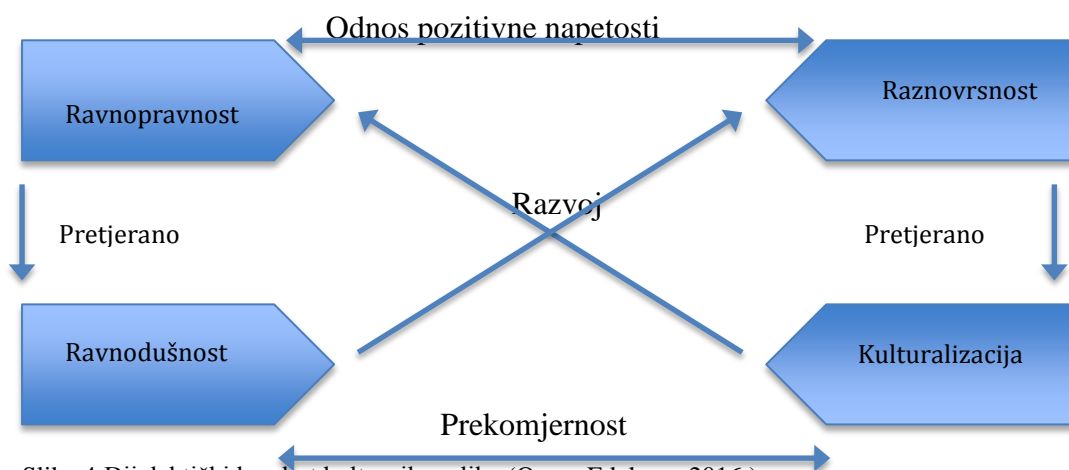 Odnos pozitivne napetosti
Ravnopravnost
Raznovrsnost
Razvoj
Pretjerano
Pretjerano
Ravnodušnost
Kulturalizacija
Prekomjernost